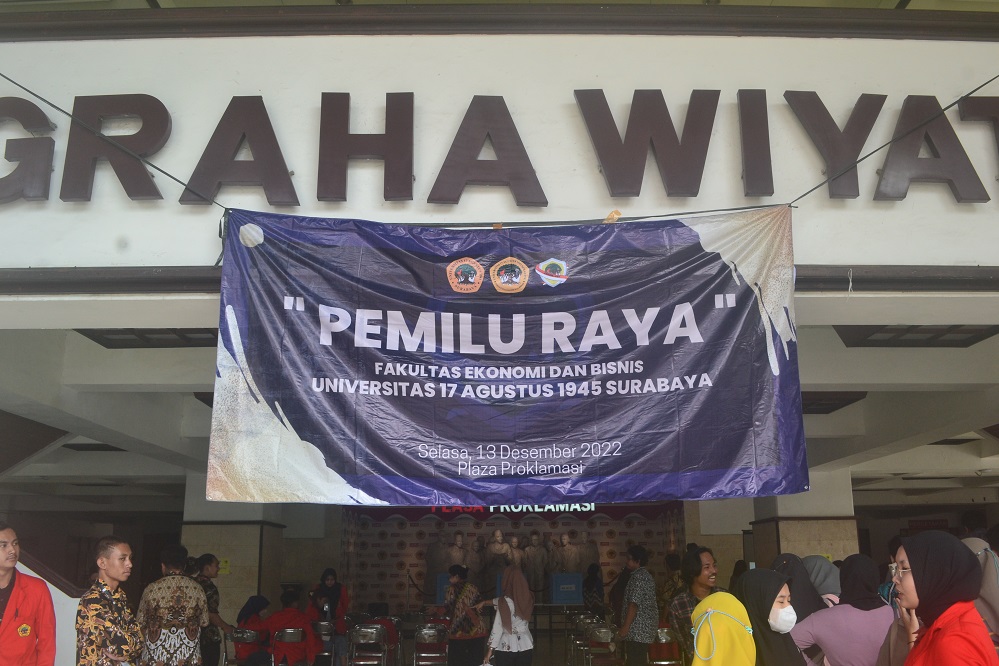 GRAHA WIYAT
" PEMILU RAYA "
FAKULTAS EKONOMI DAN BISNIS
UNIVERSITAS 17 AGUSTUS 1945 SURABAYA
Selasa, 13 Desember 2022
Plaza Proklamasi
PLASA PROKLAMASI